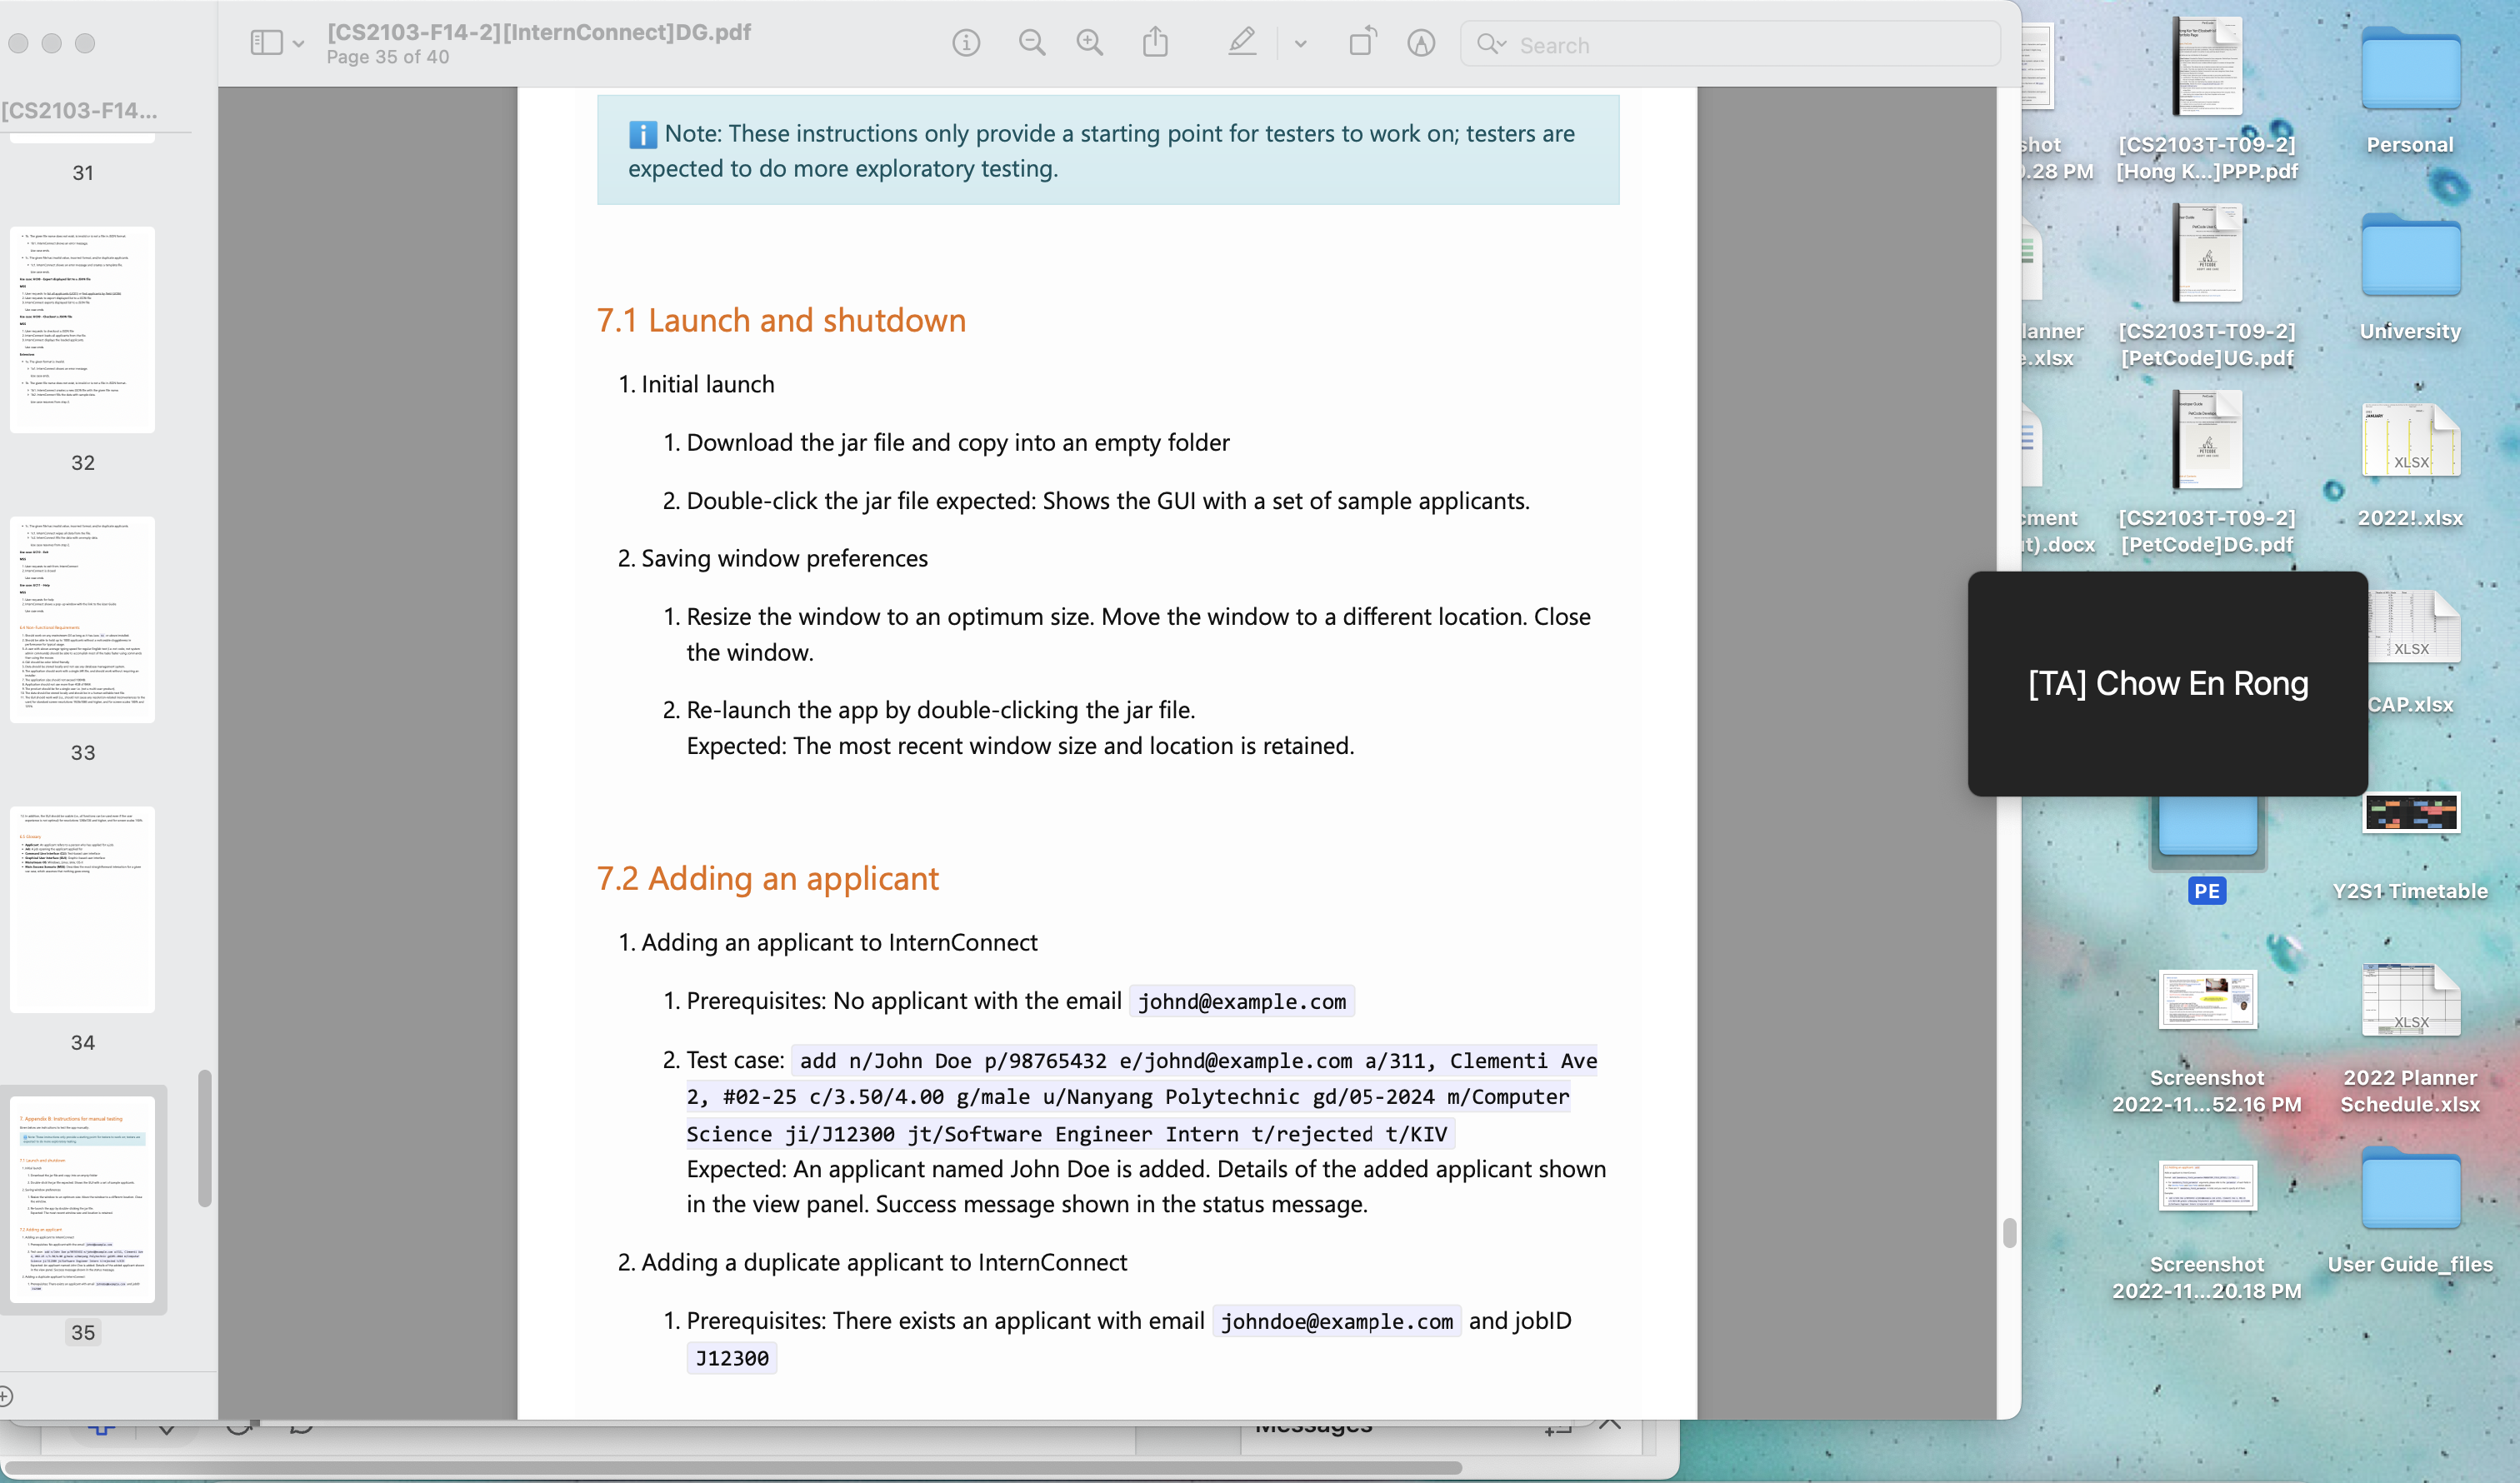 [CS2103-F14-2][InternConnect]DG.pdf
Page 35 of 40
Search
[CS2103-F14...
31
32
33
34
35
Note: These instructions only provide a starting point for testers to work on; testers are
expected to do more exploratory testing.
7.1 Launch and shutdown
1. Initial launch
1. Download the jar file and copy into an empty folder
2. Double-click the jar file expected: Shows the GUI with a set of sample applicants.
2. Saving window preferences
1. Resize the window to an optimum size. Move the window to a different location. Close
the window.
2. Re-launch the app by double-clicking the jar file.
Expected: The most recent window size and location is retained.
7.2 Adding an applicant
1. Adding an applicant to InternConnect
1. Prerequisites: No applicant with the email johnd@example.com
2. Test case: add n/John Doe p/98765432 e/johnd@example.com a/311, Clementi Ave
2, #02-25 c/3.50/4.00 g/male u/Nanyang Polytechnic gd/05-2024 m/Computer
Science ji/J12300 jt/Software Engineer Intern t/rejected t/KIV
Expected: An applicant named John Doe is added. Details of the added applicant shown
in the view panel. Success message shown in the status message.
2. Adding a duplicate applicant to InternConnect
1. Prerequisites: There exists an applicant with email johndoe@example.com and jobID
J12300
Messages
[TA] Chow En Rong
shot
0.28 PM
lanner
e.xlsx
t).docx
[CS2103T-T09-2]
[Hong K...]PPP.pdf
[CS2103T-T09-2]
[PetCode]UG.pdf
[CS2103T-T09-2]
[PetCode]DG.pdf
PE
Screenshot
2022-11...52.16 PM
Screenshot
2022-11...20.18 PM
Personal
University
XLSX
2022!.xlsx
XLSX
CAP.xlsx
Y2S1 Timetable
XLSX
2022 Planner
Schedule.xlsx
User Guide_files